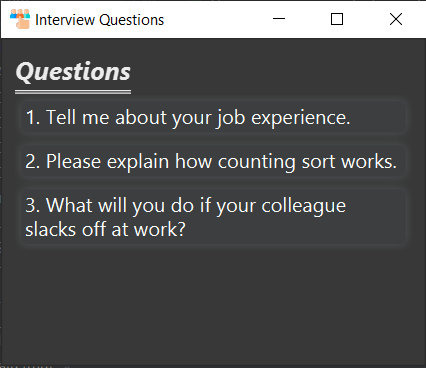 Interview Questions
Questions
1. Tell me about your job experience.
2. Please explain how counting sort works.
3. What will you do if your colleague
slacks off at work?